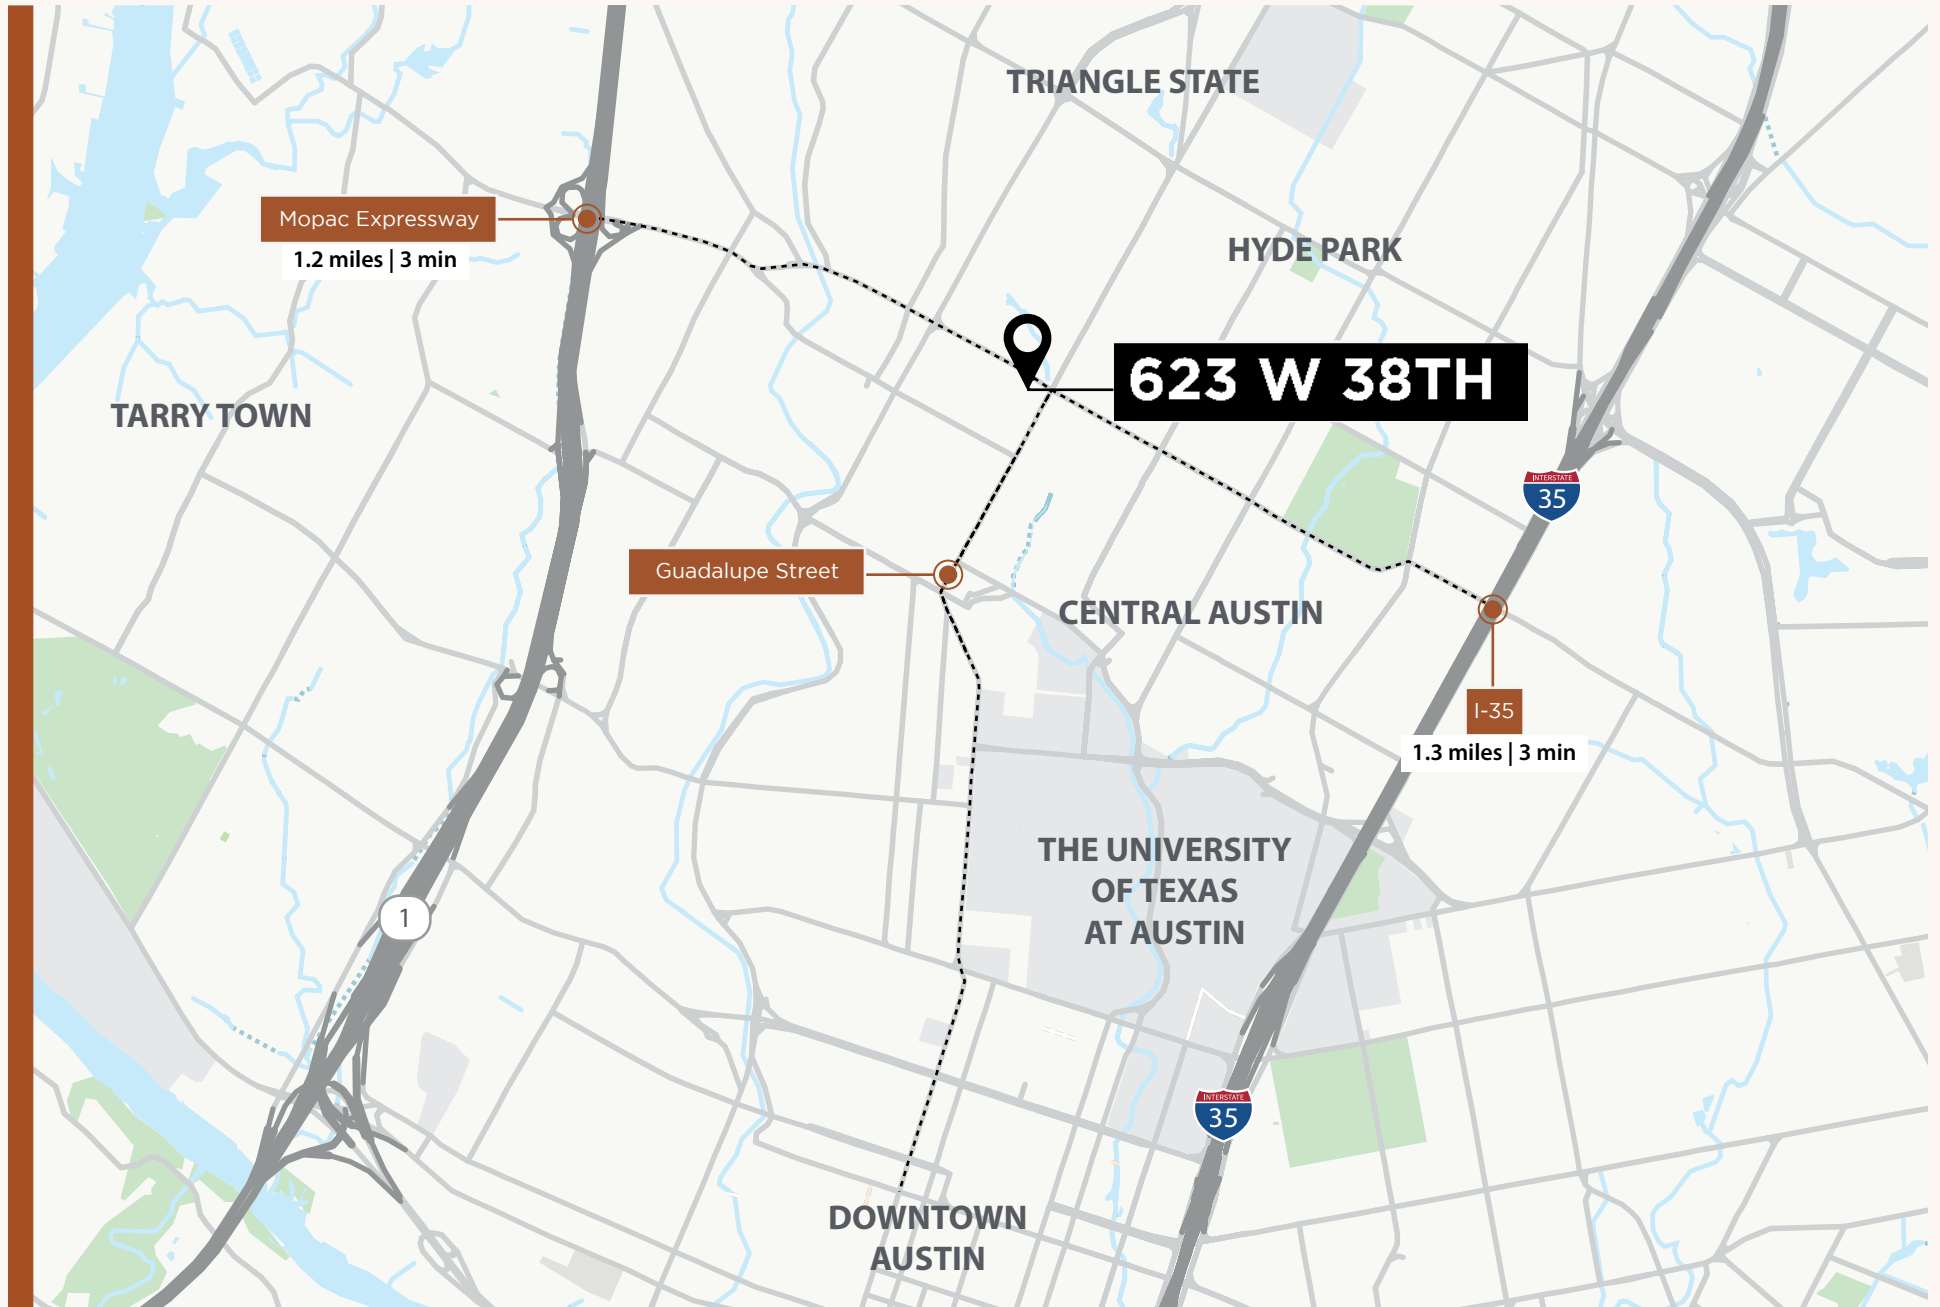 TRIANGLE STATE
Mopac Expressway
1.2 miles | 3 min
HYDE PARK
623 W 38TH
TARRY TOWN
INTERSTATE
35
Guadalupe Street
CENTRAL AUSTIN
I-35
1.3 miles | 3 min
THE UNIVERSITY
OF TEXAS
AT AUSTIN
1
INTERSTATE
35
DOWNTOWN
AUSTIN